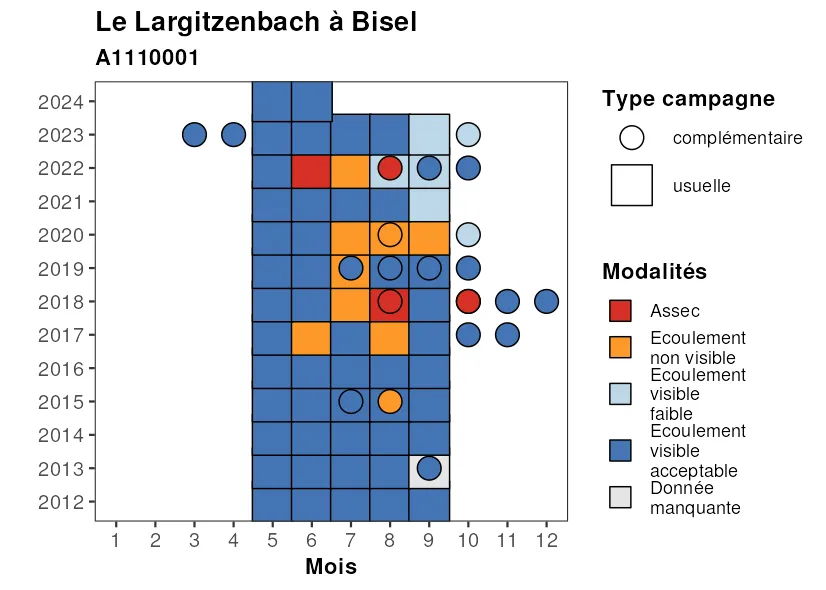 Le Largitzenbach à Bisel
A1110001
2024
2023
2022
2021
2020
2019
2018
2017
2016
2015
2014
2013
2012
1 2 3 4 5 6 7 8 9 10 11 12
Mois
Type campagne
complémentaire
usuelle
Modalités
Assec
Ecoulement
non visible
Ecoulement
visible
faible
Ecoulement
visible
acceptable
Donnée
manquante